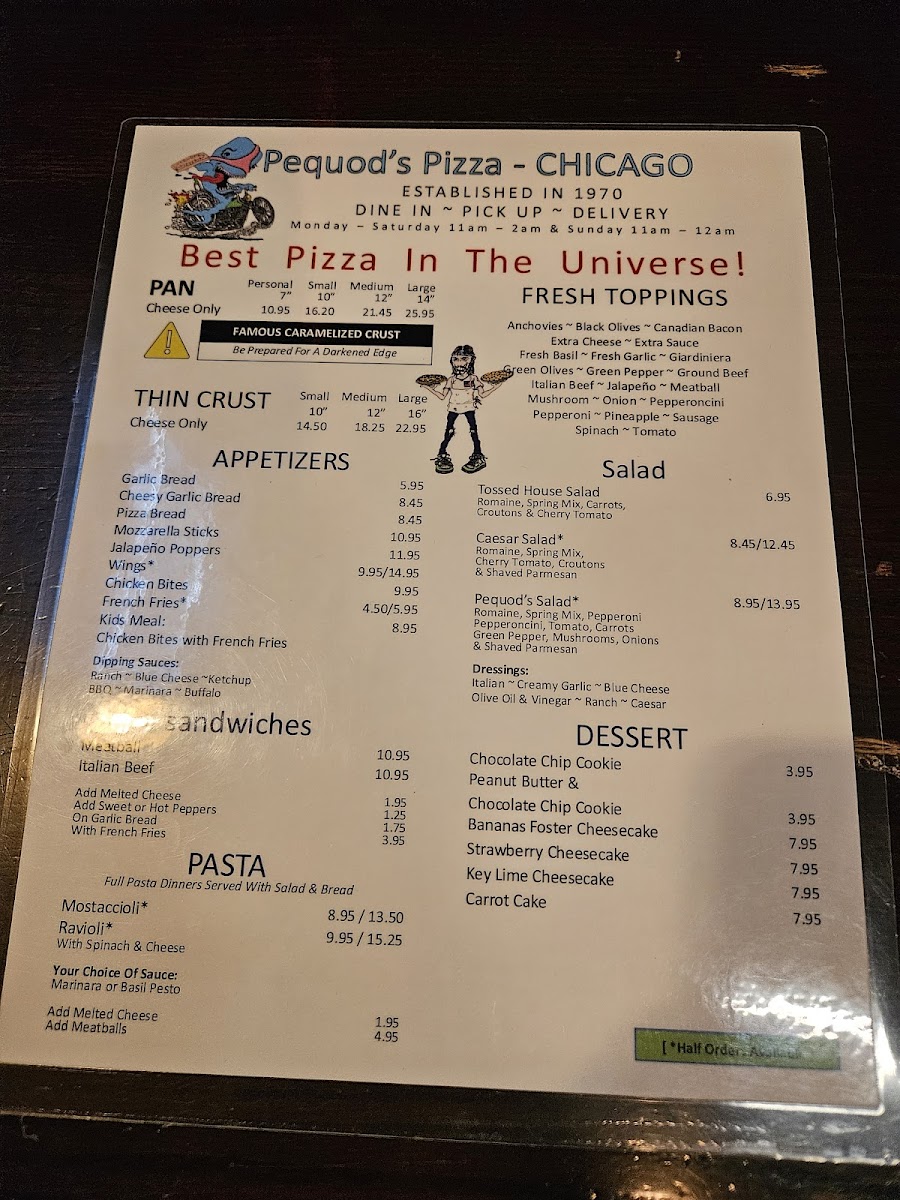 Pequod's Pizza - CHICAGO
ESTABLISHED IN 1970
DINE IN ~ PICK UP ~ DELIVERY
Monday – Saturday 11am – 2am & Sunday 11am – 12am
Best Pizza In The Universe!
PAN Personal Small Medium Large
7" 10" 12" 14"
Cheese Only 10.95 16.20 21.45 25.95
FAMOUS CARAMELIZED CRUST
Be Prepared For A Darkened Edge
THIN CRUST Small Medium Large
10" 12" 16"
Cheese Only 14.50 18.25 22.95
FRESH TOPPINGS
Anchovies ~ Black Olives ~ Canadian Bacon
Extra Cheese ~ Extra Sauce
Fresh Basil ~ Fresh Garlic ~ Giardiniera
Green Olives ~ Green Pepper ~ Ground Beef
Italian Beef ~ Jalapeño ~ Meatball
Mushroom ~ Onion ~ Pepperoncini
Pepperoni ~ Pineapple ~ Sausage
Spinach ~ Tomato
APPETIZERS
Garlic Bread 5.95
Cheesy Garlic Bread 8.45
Pizza Bread 8.45
Mozzarella Sticks 10.95
Jalapeño Poppers 11.95
Wings* 9.95/14.95
Chicken Bites 9.95
French Fries* 4.50/5.95
Kids Meal: 8.95
Chicken Bites with French Fries
Dipping Sauces:
Ranch ~ Blue Cheese ~Ketchup
BBQ ~ Marinara ~ Buffalo
sandwiches
Meatball 10.95
Italian Beef 10.95
Add Melted Cheese 1.95
Add Sweet or Hot Peppers 1.25
On Garlic Bread 1.75
With French Fries 3.95
PASTA
Full Pasta Dinners Served With Salad & Bread
Mostaccioli* 8.95 / 13.50
Ravioli* 9.95 / 15.25
With Spinach & Cheese
Your Choice Of Sauce:
Marinara or Basil Pesto
Add Melted Cheese 1.95
Add Meatballs 4.95
Salad
Tossed House Salad 6.95
Romaine, Spring Mix, Carrots,
Croutons & Cherry Tomato
Caesar Salad* 8.45/12.45
Romaine, Spring Mix,
Cherry Tomato, Croutons
& Shaved Parmesan
Pequod's Salad* 8.95/13.95
Romaine, Spring Mix, Pepperoni
Pepperoncini, Tomato, Carrots
Green Pepper, Mushrooms, Onions
& Shaved Parmesan
Dressings:
Italian ~ Creamy Garlic ~ Blue Cheese
Olive Oil & Vinegar ~ Ranch ~ Caesar
DESSERT
Chocolate Chip Cookie 3.95
Peanut Butter &
Chocolate Chip Cookie 3.95
Bananas Foster Cheesecake 7.95
Strawberry Cheesecake 7.95
Key Lime Cheesecake 7.95
Carrot Cake 7.95
[ *Half Orders Available